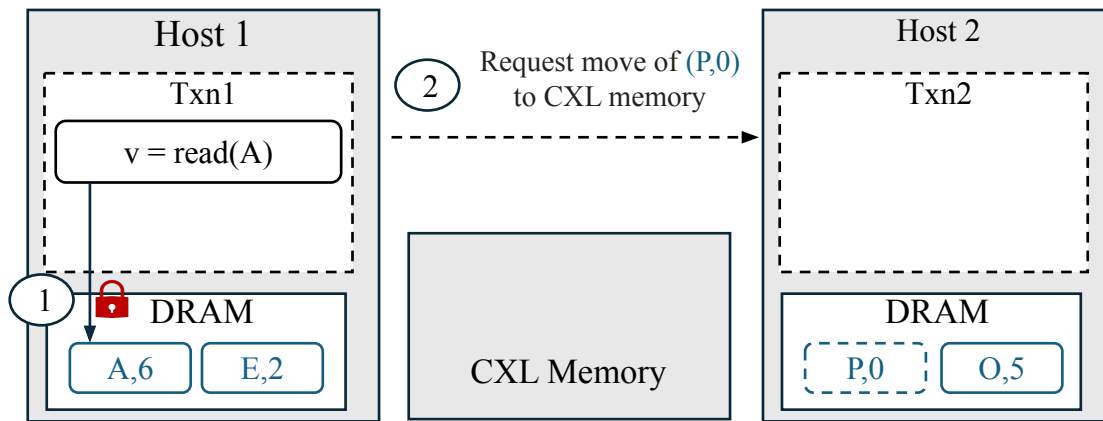 Host 1
Txn1
v = read(A)
1
DRAM
A,6
E,2
2
Request move of (P,0)
to CXL memory
CXL Memory
Host 2
Txn2
DRAM
P,0
O,5